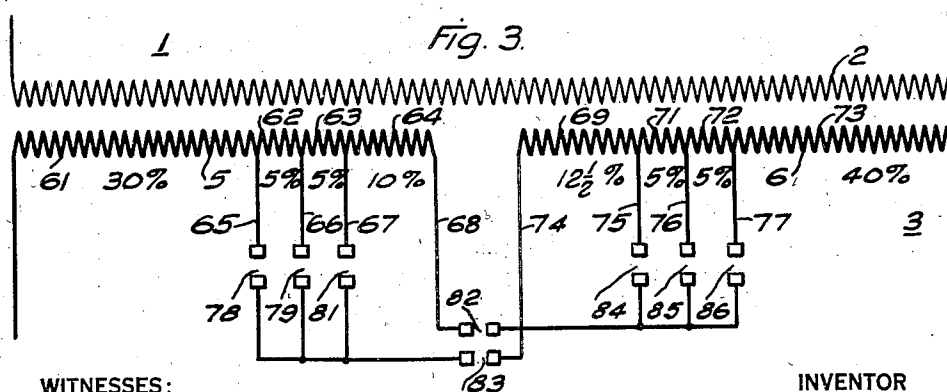 1 Fig. 3.
2
62 63 64 69 71 72 73
61 30% 5 5% 5% 10% 12½% 5% 5% 6 40%
65 66 67 68 74 75 76 77 3
78 79 81 82 84 85 86
83
WITNESSES: INVENTOR